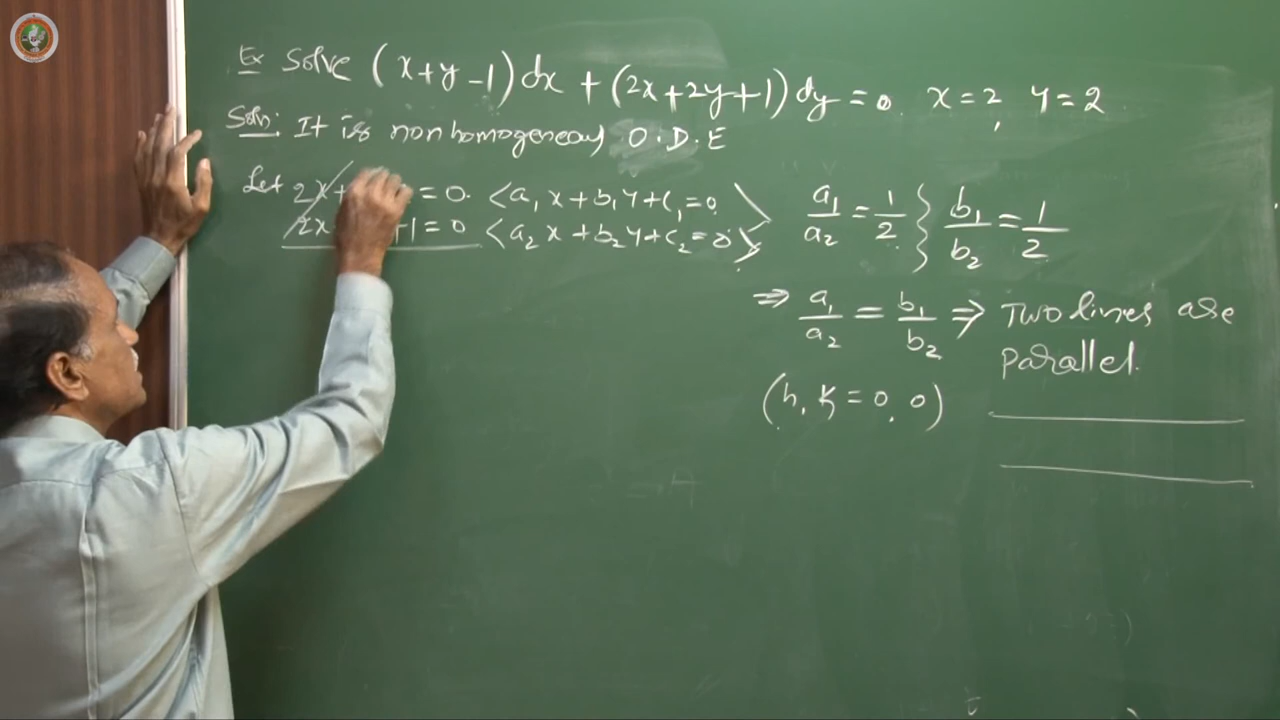 Ex Solve (x+y-1)dx + (2x+2y+1)dy = 0 x=2, y=2
Soln: It is nonhomogeneous O.D.E
Let 2x+ = 0. <a₁x+b₁y+c₁=0
2x +1=0 <a₂x+b₂y+c₂=0>
a₁/a₂ = 1/2 } b₁/b₂ = 1/2
⇒ a₁/a₂ = b₁/b₂ ⇒ Two lines are
parallel.
(h, k = 0, 0)